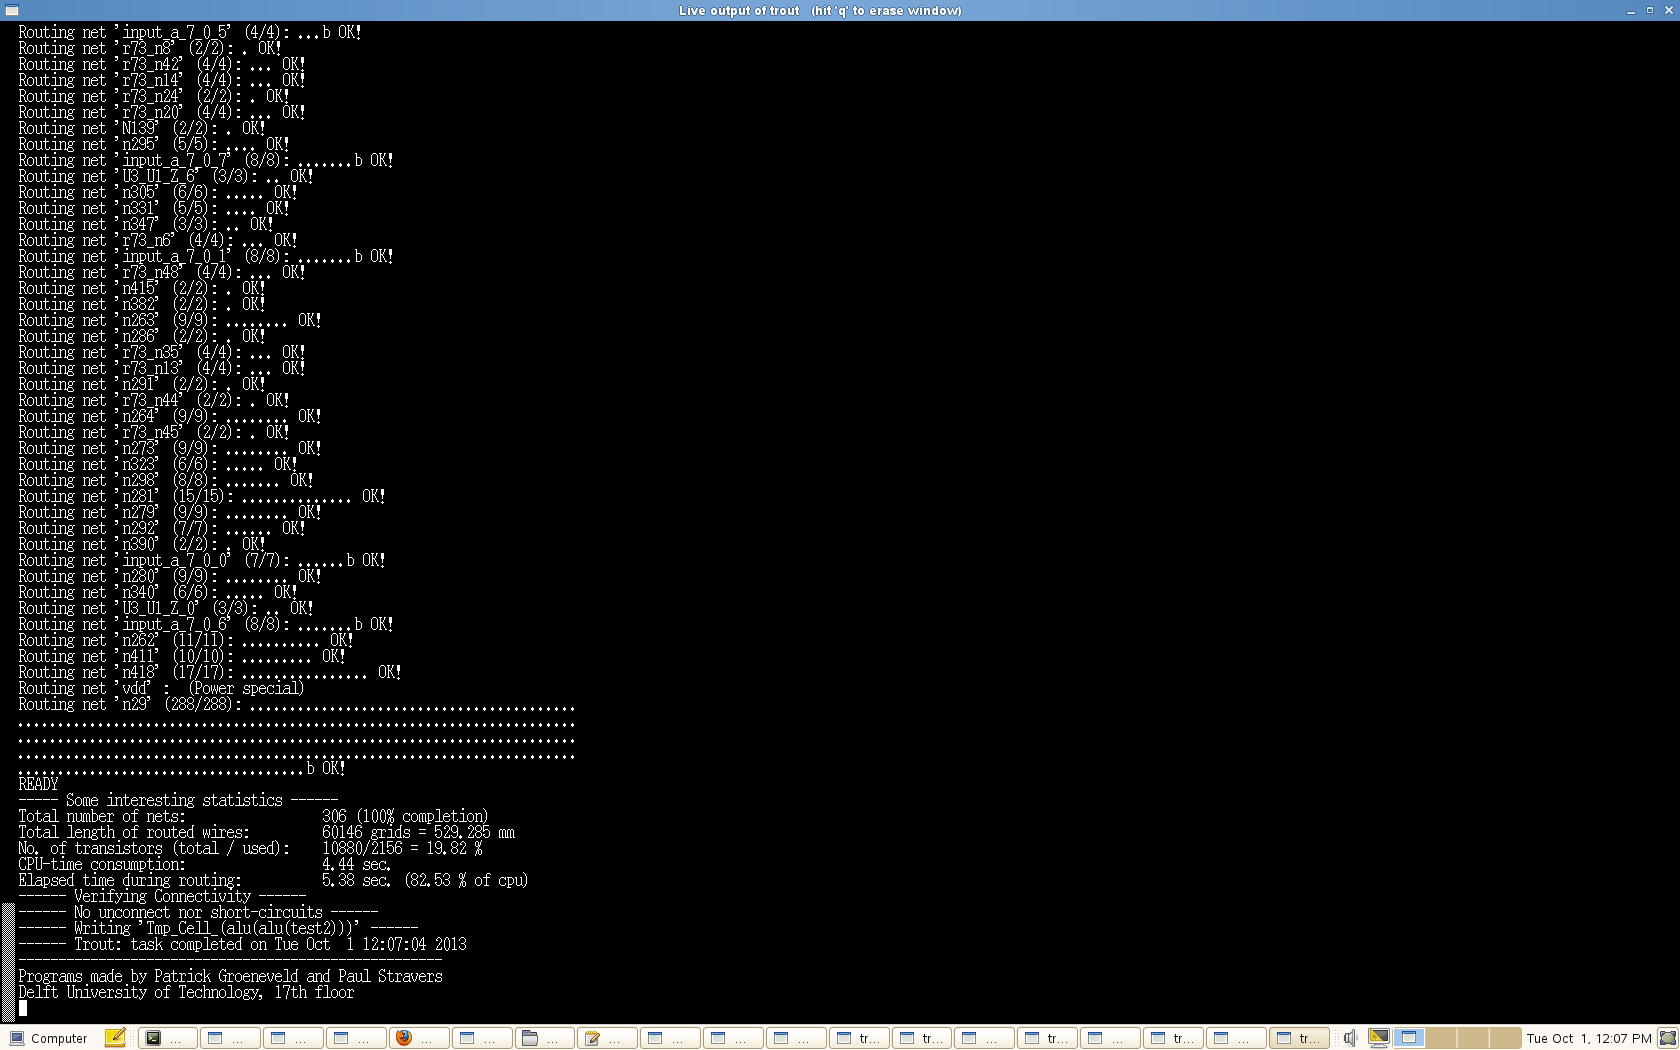 Live output of trout   (hit 'q' to erase window)
Routing net 'input_a_7_0_5' (4/4): ...b OK!
Routing net 'r73_n8' (2/2): . OK!
Routing net 'r73_n42' (4/4): ... OK!
Routing net 'r73_n14' (4/4): ... OK!
Routing net 'r73_n24' (2/2): . OK!
Routing net 'r73_n20' (4/4): ... OK!
Routing net 'N139' (2/2): . OK!
Routing net 'n295' (5/5): .... OK!
Routing net 'input_a_7_0_7' (8/8): .......b OK!
Routing net 'U3_U1_Z_6' (3/3): .. OK!
Routing net 'n305' (6/6): ..... OK!
Routing net 'n331' (5/5): .... OK!
Routing net 'n347' (3/3): .. OK!
Routing net 'r73_n6' (4/4): ... OK!
Routing net 'input_a_7_0_1' (8/8): .......b OK!
Routing net 'r73_n48' (4/4): ... OK!
Routing net 'n415' (2/2): . OK!
Routing net 'n382' (2/2): . OK!
Routing net 'n263' (9/9): ........ OK!
Routing net 'n286' (2/2): . OK!
Routing net 'r73_n35' (4/4): ... OK!
Routing net 'r73_n13' (4/4): ... OK!
Routing net 'n291' (2/2): . OK!
Routing net 'r73_n44' (2/2): . OK!
Routing net 'n264' (9/9): ........ OK!
Routing net 'r73_n45' (2/2): . OK!
Routing net 'n273' (9/9): ........ OK!
Routing net 'n323' (6/6): ..... OK!
Routing net 'n298' (8/8): ....... OK!
Routing net 'n281' (15/15): .............. OK!
Routing net 'n279' (9/9): ........ OK!
Routing net 'n292' (7/7): ...... OK!
Routing net 'n390' (2/2): . OK!
Routing net 'input_a_7_0_0' (7/7): ......b OK!
Routing net 'n280' (9/9): ........ OK!
Routing net 'n340' (6/6): ..... OK!
Routing net 'U3_U1_Z_0' (3/3): .. OK!
Routing net 'input_a_7_0_6' (8/8): .......b OK!
Routing net 'n262' (11/11): .......... OK!
Routing net 'n411' (10/10): ......... OK!
Routing net 'n418' (17/17): ................ OK!
Routing net 'vdd' :  (Power special)
Routing net 'n29' (288/288): .........................................
......................................................................
......................................................................
......................................................................
....................................b OK!
READY
----- Some interesting statistics ------
Total number of nets:                 306 (100% completion)
Total length of routed wires:         60146 grids = 529.285 mm
No. of transistors (total / used):    10880/2156 = 19.82 %
CPU-time consumption:                 4.44 sec.
Elapsed time during routing:          5.38 sec. (82.53 % of cpu)
------ Verifying Connectivity ------
------ No unconnect nor short-circuits ------
------ Writing 'Tmp_Cell_(alu(alu(test2)))' ------
------ Trout: task completed on Tue Oct  1 12:07:04 2013
-----------------------------------------------------
Programs made by Patrick Groeneveld and Paul Stravers
Delft University of Technology, 17th floor
Computer ... ... ... ... ... ... ... ... ... ... ... tr... tr... ... tr... ... tr... ... tr... Tue Oct  1, 12:07 PM